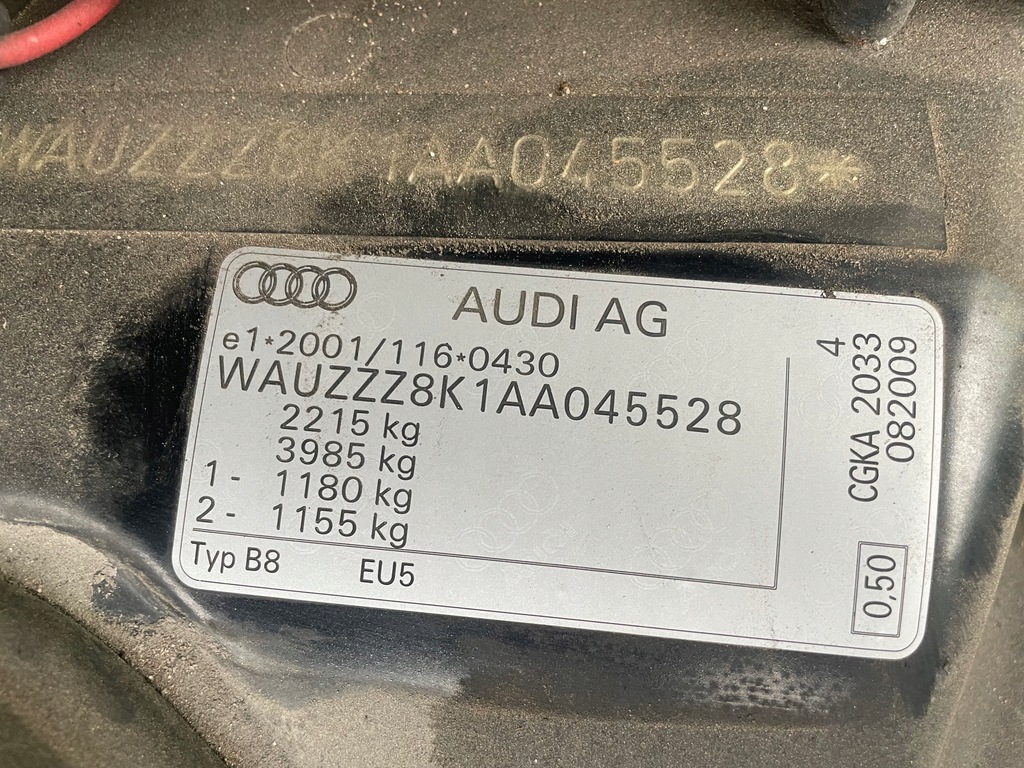 WAUZZZ8K1AA045528*
AUDI AG
e1*2001/116*0430
WAUZZZ8K1AA045528
2215 kg
3985 kg
1 - 1180 kg
2 - 1155 kg
Typ B8 EU5
4
CGKA 2033
082009
0,50